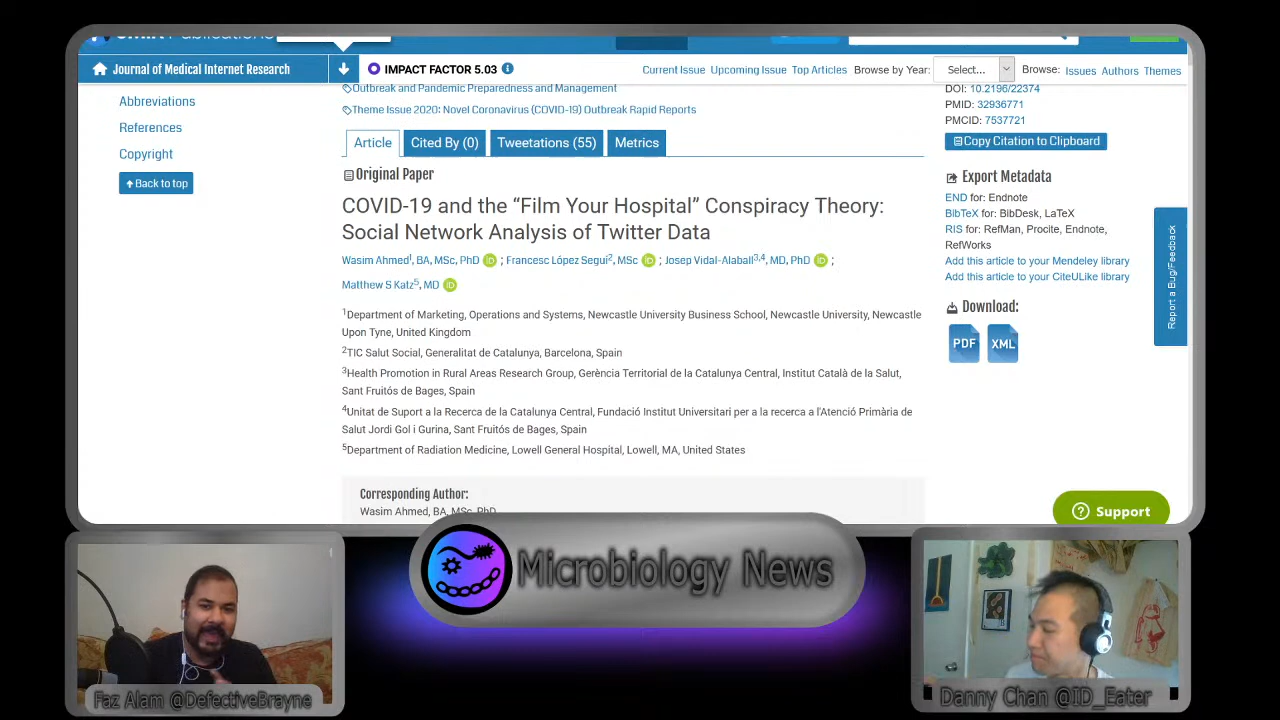 Journal of Medical Internet Research
IMPACT FACTOR 5.03
Current Issue Upcoming Issue Top Articles Browse by Year: Select... Browse: Issues Authors Themes
Abbreviations
References
Copyright
Back to top
Outbreak and Pandemic Preparedness and Management
Theme Issue 2020: Novel Coronavirus (COVID-19) Outbreak Rapid Reports
Article Cited By (0) Tweetations (55) Metrics
Original Paper
COVID-19 and the “Film Your Hospital” Conspiracy Theory:
Social Network Analysis of Twitter Data
Wasim Ahmed1, BA, MSc, PhD iD ; Francesc López Seguí2, MSc iD ; Josep Vidal-Alaball3,4, MD, PhD iD ;
Matthew S Katz5, MD iD
1Department of Marketing, Operations and Systems, Newcastle University Business School, Newcastle University, Newcastle
Upon Tyne, United Kingdom
2TIC Salut Social, Generalitat de Catalunya, Barcelona, Spain
3Health Promotion in Rural Areas Research Group, Gerència Territorial de la Catalunya Central, Institut Català de la Salut,
Sant Fruitós de Bages, Spain
4Unitat de Suport a la Recerca de la Catalunya Central, Fundació Institut Universitari per a la recerca a l'Atenció Primària de
Salut Jordi Gol i Gurina, Sant Fruitós de Bages, Spain
5Department of Radiation Medicine, Lowell General Hospital, Lowell, MA, United States
Corresponding Author:
Wasim Ahmed, BA, MSc, PhD
DOI: 10.2196/22374
PMID: 32936771
PMCID: 7537721
Copy Citation to Clipboard
Export Metadata
END for: Endnote
BibTeX for: BibDesk, LaTeX
RIS for: RefMan, Procite, Endnote,
RefWorks
Add this article to your Mendeley library
Add this article to your CiteULike library
Download:
PDF XML
Report a Bug/Feedback
Support
Microbiology News
Faz Alam @DefectiveBrayne
Danny Chan @ID_Eater